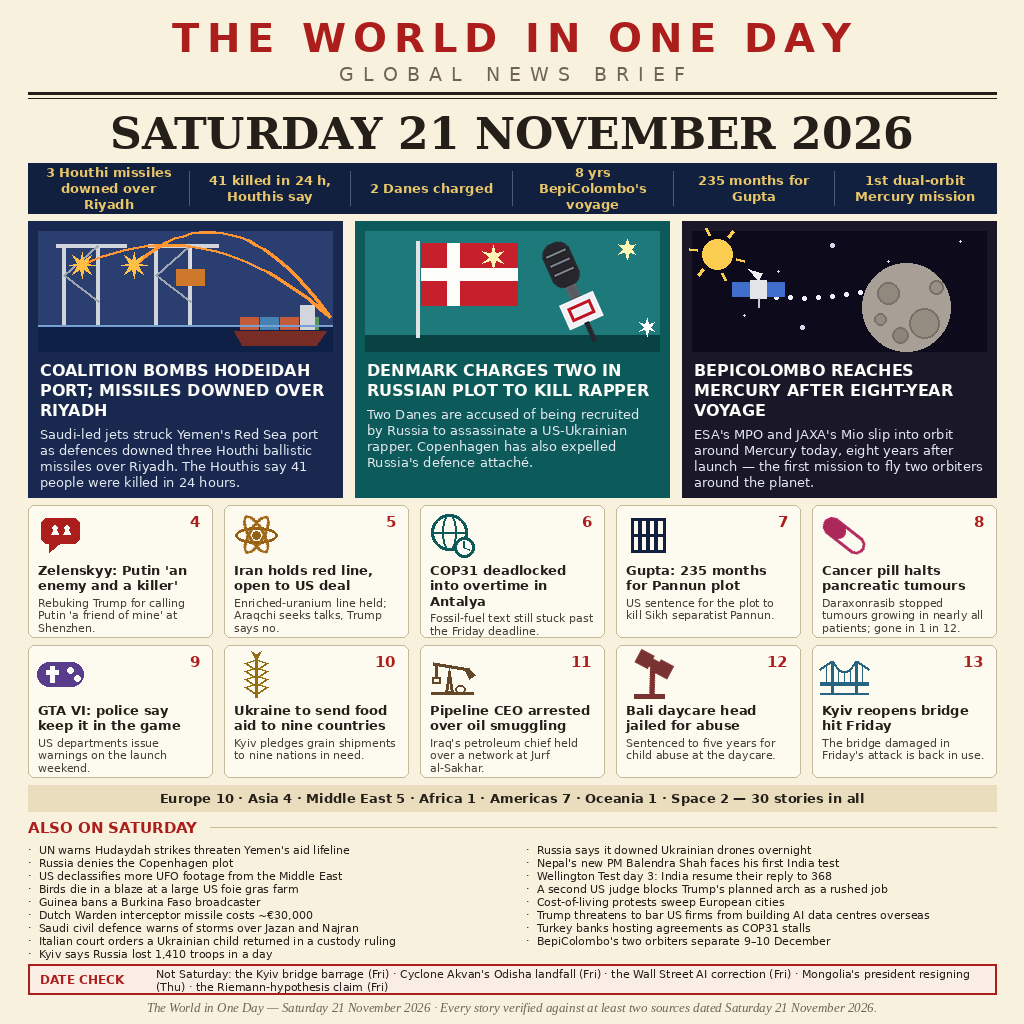 THE WORLD IN ONE DAY
GLOBAL NEWS BRIEF
SATURDAY 21 NOVEMBER 2026
3 Houthi missiles
downed over
Riyadh
41 killed in 24 h,
Houthis say
2 Danes charged
8 yrs
BepiColombo's
voyage
235 months for
Gupta
1st dual-orbit
Mercury mission
COALITION BOMBS HODEIDAH
PORT; MISSILES DOWNED OVER
RIYADH
Saudi-led jets struck Yemen's Red Sea port
as defences downed three Houthi ballistic
missiles over Riyadh. The Houthis say 41
people were killed in 24 hours.
DENMARK CHARGES TWO IN
RUSSIAN PLOT TO KILL RAPPER
Two Danes are accused of being recruited
by Russia to assassinate a US-Ukrainian
rapper. Copenhagen has also expelled
Russia's defence attaché.
BEPICOLOMBO REACHES
MERCURY AFTER EIGHT-YEAR
VOYAGE
ESA's MPO and JAXA's Mio slip into orbit
around Mercury today, eight years after
launch — the first mission to fly two orbiters
around the planet.
4
Zelenskyy: Putin 'an
enemy and a killer'
Rebuking Trump for calling
Putin 'a friend of mine' at
Shenzhen.
5
Iran holds red line,
open to US deal
Enriched-uranium line held;
Araqchi seeks talks, Trump
says no.
6
COP31 deadlocked
into overtime in
Antalya
Fossil-fuel text still stuck past
the Friday deadline.
7
Gupta: 235 months
for Pannun plot
US sentence for the plot to
kill Sikh separatist Pannun.
8
Cancer pill halts
pancreatic tumours
Daraxonrasib stopped
tumours growing in nearly all
patients; gone in 1 in 12.
9
GTA VI: police say
keep it in the game
US departments issue
warnings on the launch
weekend.
10
Ukraine to send food
aid to nine countries
Kyiv pledges grain shipments
to nine nations in need.
11
Pipeline CEO arrested
over oil smuggling
Iraq's petroleum chief held
over a network at Jurf
al-Sakhar.
12
Bali daycare head
jailed for abuse
Sentenced to five years for
child abuse at the daycare.
13
Kyiv reopens bridge
hit Friday
The bridge damaged in
Friday's attack is back in use.
Europe 10 · Asia 4 · Middle East 5 · Africa 1 · Americas 7 · Oceania 1 · Space 2 — 30 stories in all
ALSO ON SATURDAY
· UN warns Hudaydah strikes threaten Yemen's aid lifeline
· Russia denies the Copenhagen plot
· US declassifies more UFO footage from the Middle East
· Birds die in a blaze at a large US foie gras farm
· Guinea bans a Burkina Faso broadcaster
· Dutch Warden interceptor missile costs ~€30,000
· Saudi civil defence warns of storms over Jazan and Najran
· Italian court orders a Ukrainian child returned in a custody ruling
· Kyiv says Russia lost 1,410 troops in a day
· Russia says it downed Ukrainian drones overnight
· Nepal's new PM Balendra Shah faces his first India test
· Wellington Test day 3: India resume their reply to 368
· A second US judge blocks Trump's planned arch as a rushed job
· Cost-of-living protests sweep European cities
· Trump threatens to bar US firms from building AI data centres overseas
· Turkey banks hosting agreements as COP31 stalls
· BepiColombo's two orbiters separate 9–10 December
DATE CHECK
Not Saturday: the Kyiv bridge barrage (Fri) · Cyclone Akvan's Odisha landfall (Fri) · the Wall Street AI correction (Fri) · Mongolia's president resigning
(Thu) · the Riemann-hypothesis claim (Fri)
The World in One Day — Saturday 21 November 2026 · Every story verified against at least two sources dated Saturday 21 November 2026.